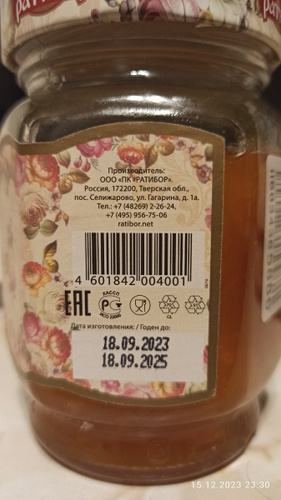 Производитель:
ООО «ПК «РАТИБОР».
Россия, 172200, Тверская обл.,
пос. Селижарово, ул. Гагарина, д. 1а.
Тел.: +7 (48269) 2-26-24,
+7 (495) 956-75-06
ratibor.net
4 601842 004001
ЕАС
Дата изготовления: / Годен до:
18.09.2023
18.09.2025
15.12.2023 23:30